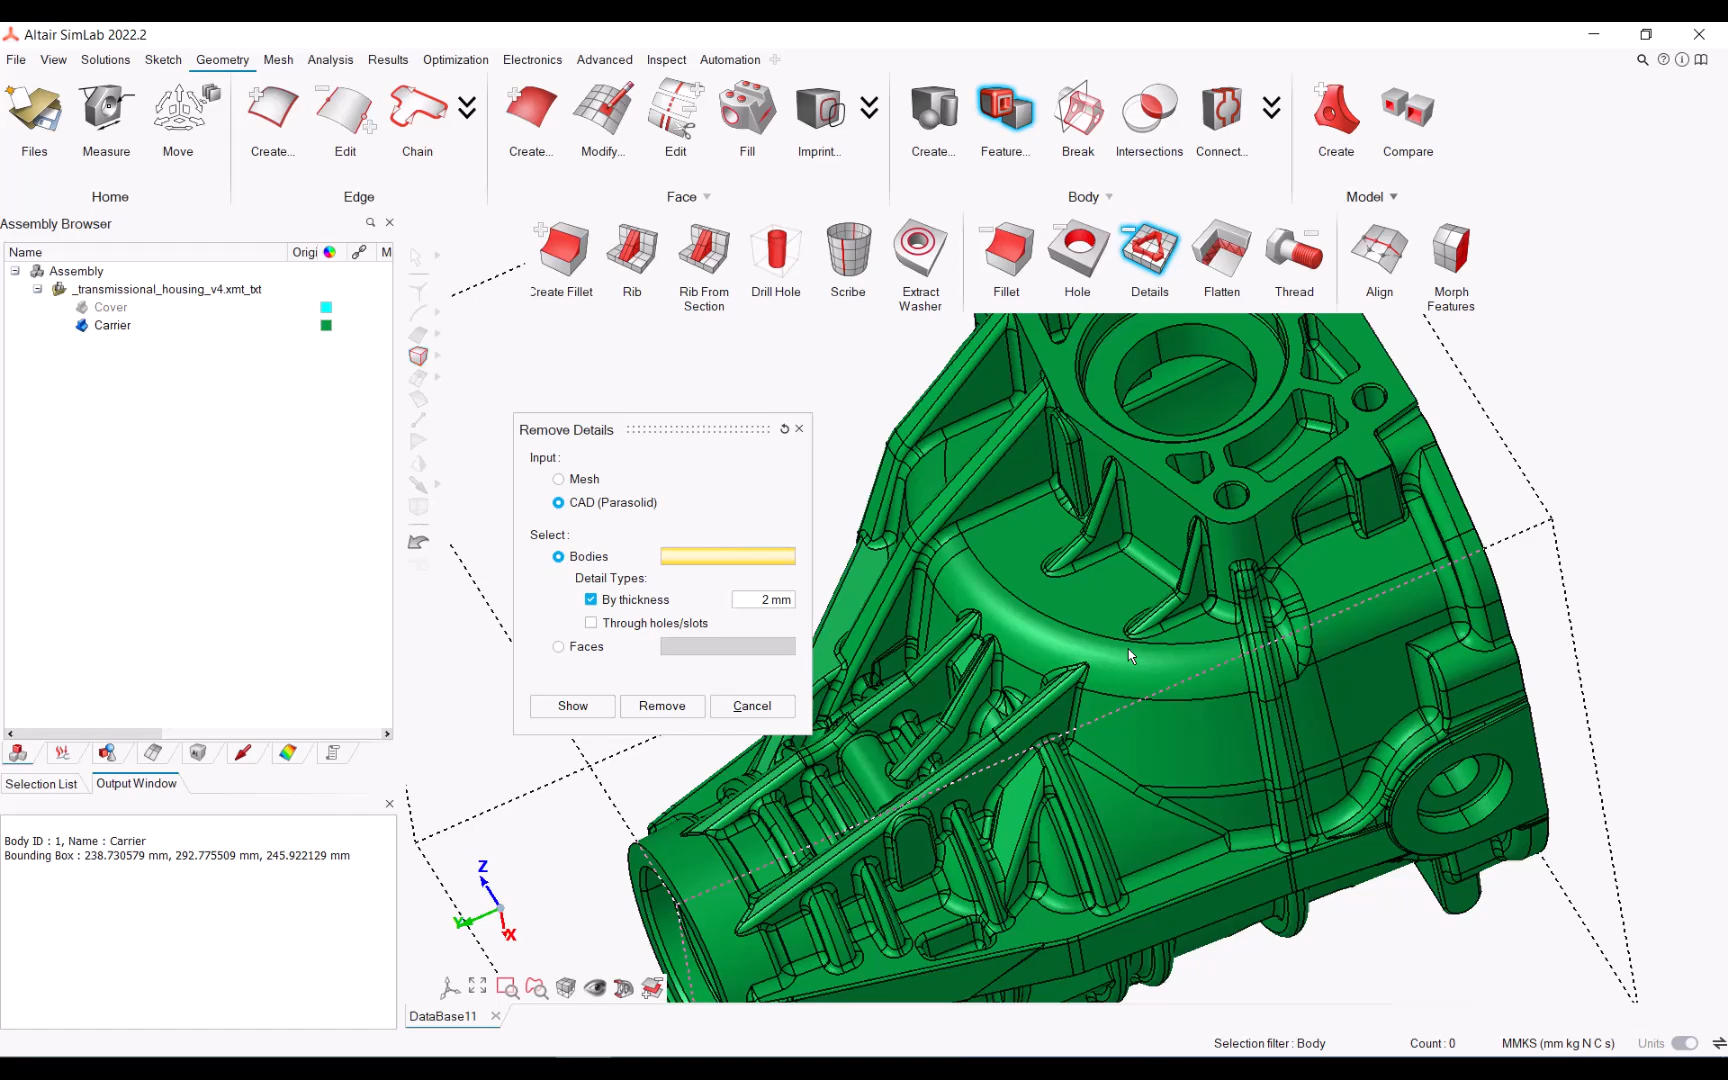 Altair SimLab 2022.2
File View Solutions Sketch Geometry Mesh Analysis Results Optimization Electronics Advanced Inspect Automation
Files Measure Move Create... Edit Chain Create... Modify... Edit Fill Imprint... Create... Feature... Break Intersections Connect... Create Compare
Home Edge Face Body Model
Assembly Browser
Name Origi M
Assembly
_transmissional_housing_v4.xmt_txt
Cover
Carrier
Create Fillet Rib Rib From Section Drill Hole Scribe Extract Washer Fillet Hole Details Flatten Thread Align Morph Features
Remove Details
Input :
Mesh
CAD (Parasolid)
Select :
Bodies
Detail Types:
By thickness 2 mm
Through holes/slots
Faces
Show Remove Cancel
Selection List Output Window
Body ID : 1, Name : Carrier
Bounding Box : 238.730579 mm, 292.775509 mm, 245.922129 mm
Z
Y
X
DataBase11
Selection filter : Body Count : 0 MMKS (mm kg N C s) Units